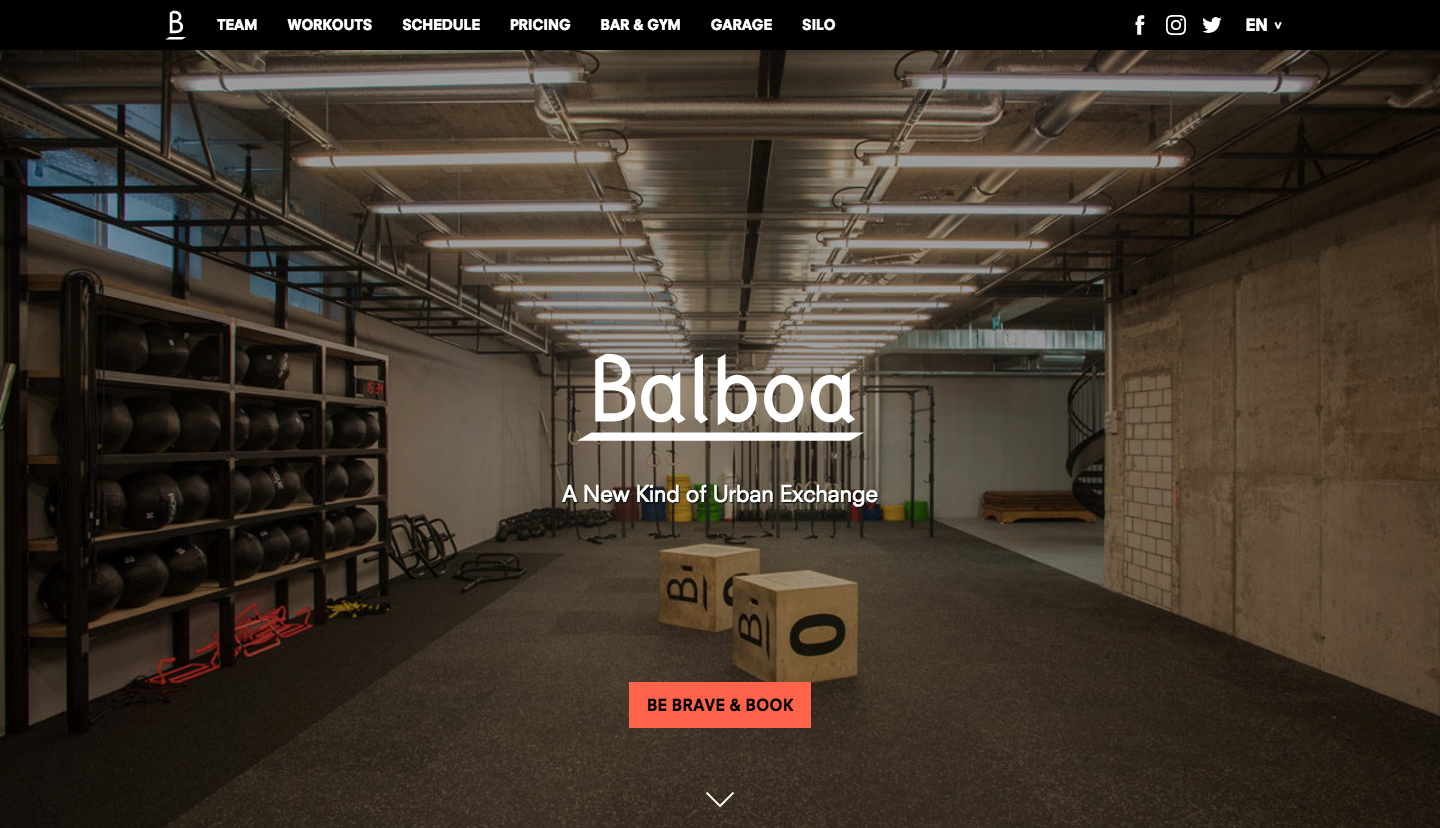 B TEAM WORKOUTS SCHEDULE PRICING BAR & GYM GARAGE SILO EN v
Balboa
A New Kind of Urban Exchange
BE BRAVE & BOOK